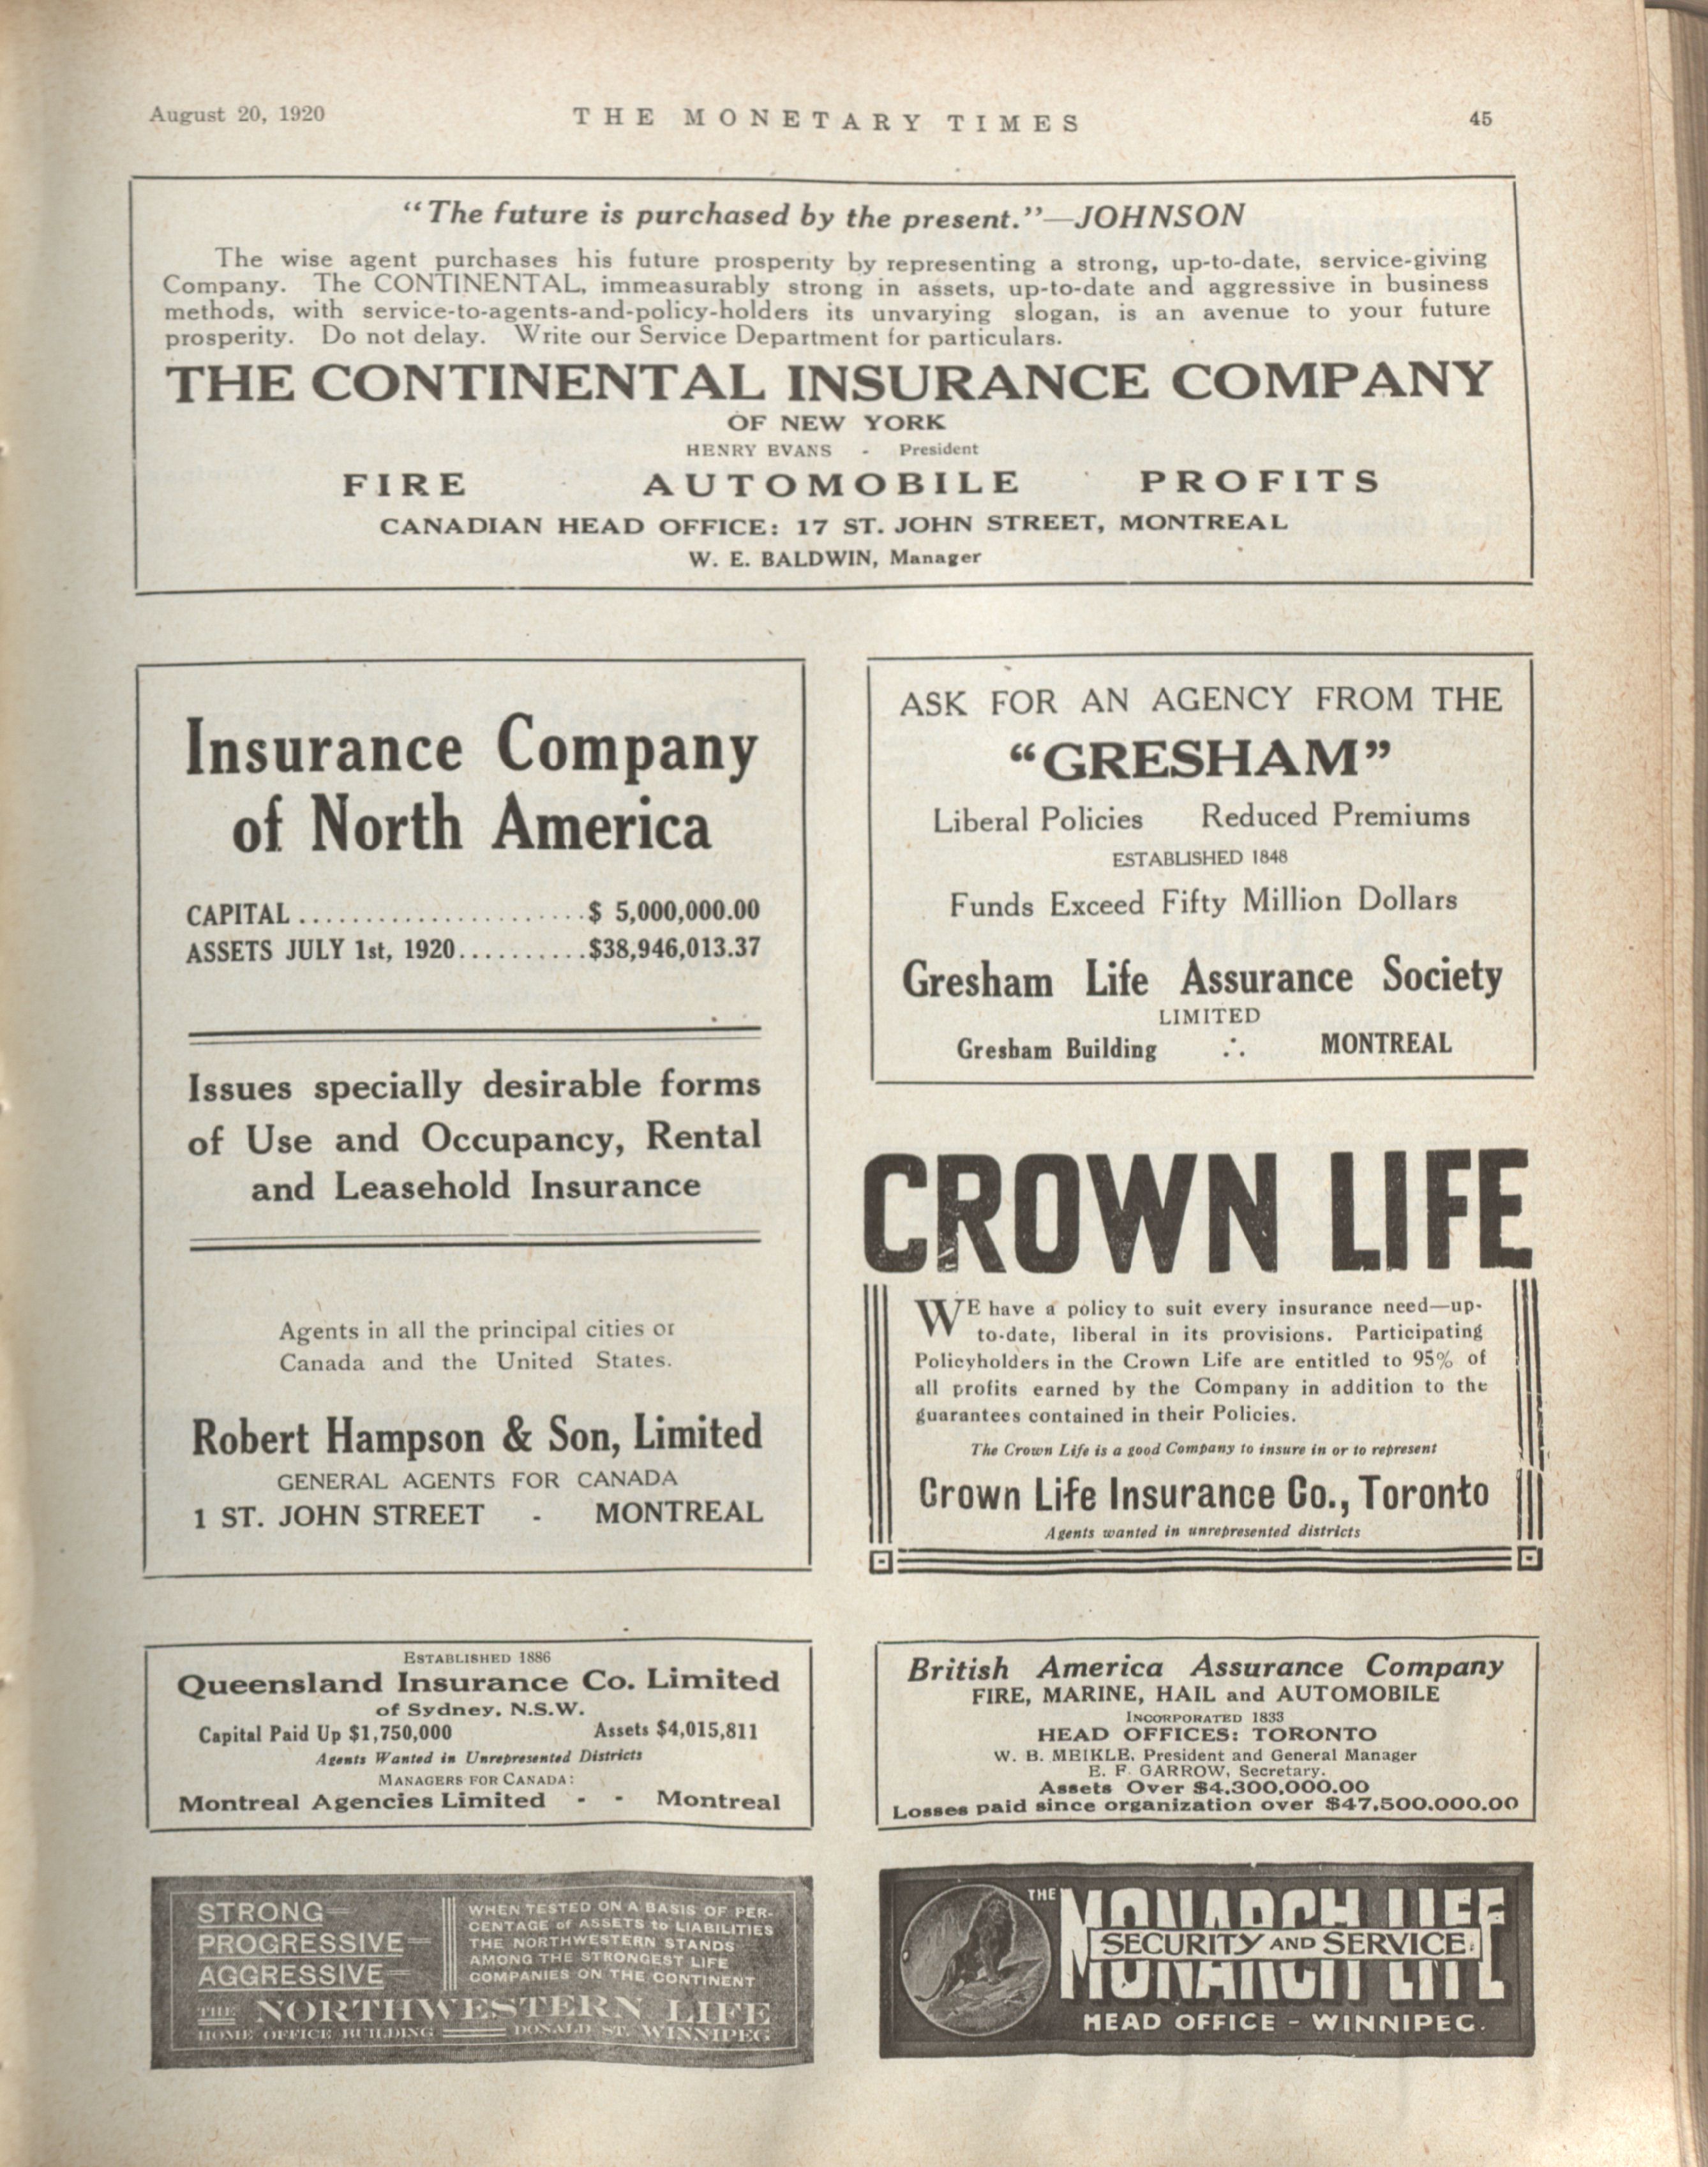 August 20, 1920
THE MONETARY TIMES
45
“The future is purchased by the present.”—JOHNSON
The wise agent purchases his future prosperity by representing a strong, up-to-date, service-giving
Company. The CONTINENTAL, immeasurably strong in assets, up-to-date and aggressive in business
methods, with service-to-agents-and-policy-holders its unvarying slogan, is an avenue to your future
prosperity. Do not delay. Write our Service Department for particulars.
THE CONTINENTAL INSURANCE COMPANY
OF NEW YORK
HENRY EVANS - President
FIRE AUTOMOBILE PROFITS
CANADIAN HEAD OFFICE: 17 ST. JOHN STREET, MONTREAL
W. E. BALDWIN, Manager
Insurance Company
of North America
CAPITAL ...................... $ 5,000,000.00
ASSETS JULY 1st, 1920.......... $38,946,013.37
Issues specially desirable forms
of Use and Occupancy, Rental
and Leasehold Insurance
Agents in all the principal cities of
Canada and the United States.
Robert Hampson & Son, Limited
GENERAL AGENTS FOR CANADA
1 ST. JOHN STREET - MONTREAL
ASK FOR AN AGENCY FROM THE
“GRESHAM”
Liberal Policies Reduced Premiums
ESTABLISHED 1848
Funds Exceed Fifty Million Dollars
Gresham Life Assurance Society
LIMITED
Gresham Building ∴ MONTREAL
CROWN LIFE
WE have a policy to suit every insurance need—up-
to-date, liberal in its provisions. Participating
Policyholders in the Crown Life are entitled to 95% of
all profits earned by the Company in addition to the
guarantees contained in their Policies.
The Crown Life is a good Company to insure in or to represent
Crown Life Insurance Co., Toronto
Agents wanted in unrepresented districts
ESTABLISHED 1886
Queensland Insurance Co. Limited
of Sydney, N.S.W.
Capital Paid Up $1,750,000 Assets $4,015,811
Agents Wanted in Unrepresented Districts
MANAGERS FOR CANADA:
Montreal Agencies Limited - - Montreal
British America Assurance Company
FIRE, MARINE, HAIL and AUTOMOBILE
INCORPORATED 1833
HEAD OFFICES: TORONTO
W. B. MEIKLE, President and General Manager
E. F. GARROW, Secretary.
Assets Over $4,300,000.00
Losses paid since organization over $47,500,000.00
STRONG
PROGRESSIVE
AGGRESSIVE
WHEN TESTED ON A BASIS OF PER-
CENTAGE of ASSETS to LIABILITIES
THE NORTHWESTERN STANDS
AMONG THE STRONGEST LIFE
COMPANIES ON THE CONTINENT
THE NORTHWESTERN LIFE
HOME OFFICE BUILDING DONALD ST. WINNIPEG
THE MONARCH LIFE
SECURITY AND SERVICE.
HEAD OFFICE - WINNIPEG.